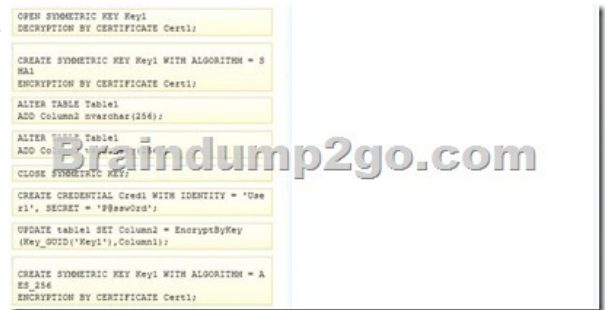 OPEN SYMMETRIC KEY Key1
DECRYPTION BY CERTIFICATE Cert1;
CREATE SYMMETRIC KEY Key1 WITH ALGORITHM = S
HA1
ENCRYPTION BY CERTIFICATE Cert1;
ALTER TABLE Table1
ADD Column2 nvarchar(256);
ALTER TABLE Table1
ADD
Braindump2go.com
CLOSE SYMMETRIC KEY;
CREATE CREDENTIAL Cred1 WITH IDENTITY = 'Use
r1', SECRET = 'P@ssw0rd';
UPDATE table1 SET Column2 = EncryptByKey
(Key_GUID('Key1'),Column1);
CREATE SYMMETRIC KEY Key1 WITH ALGORITHM = A
ES_256
ENCRYPTION BY CERTIFICATE Cert1;